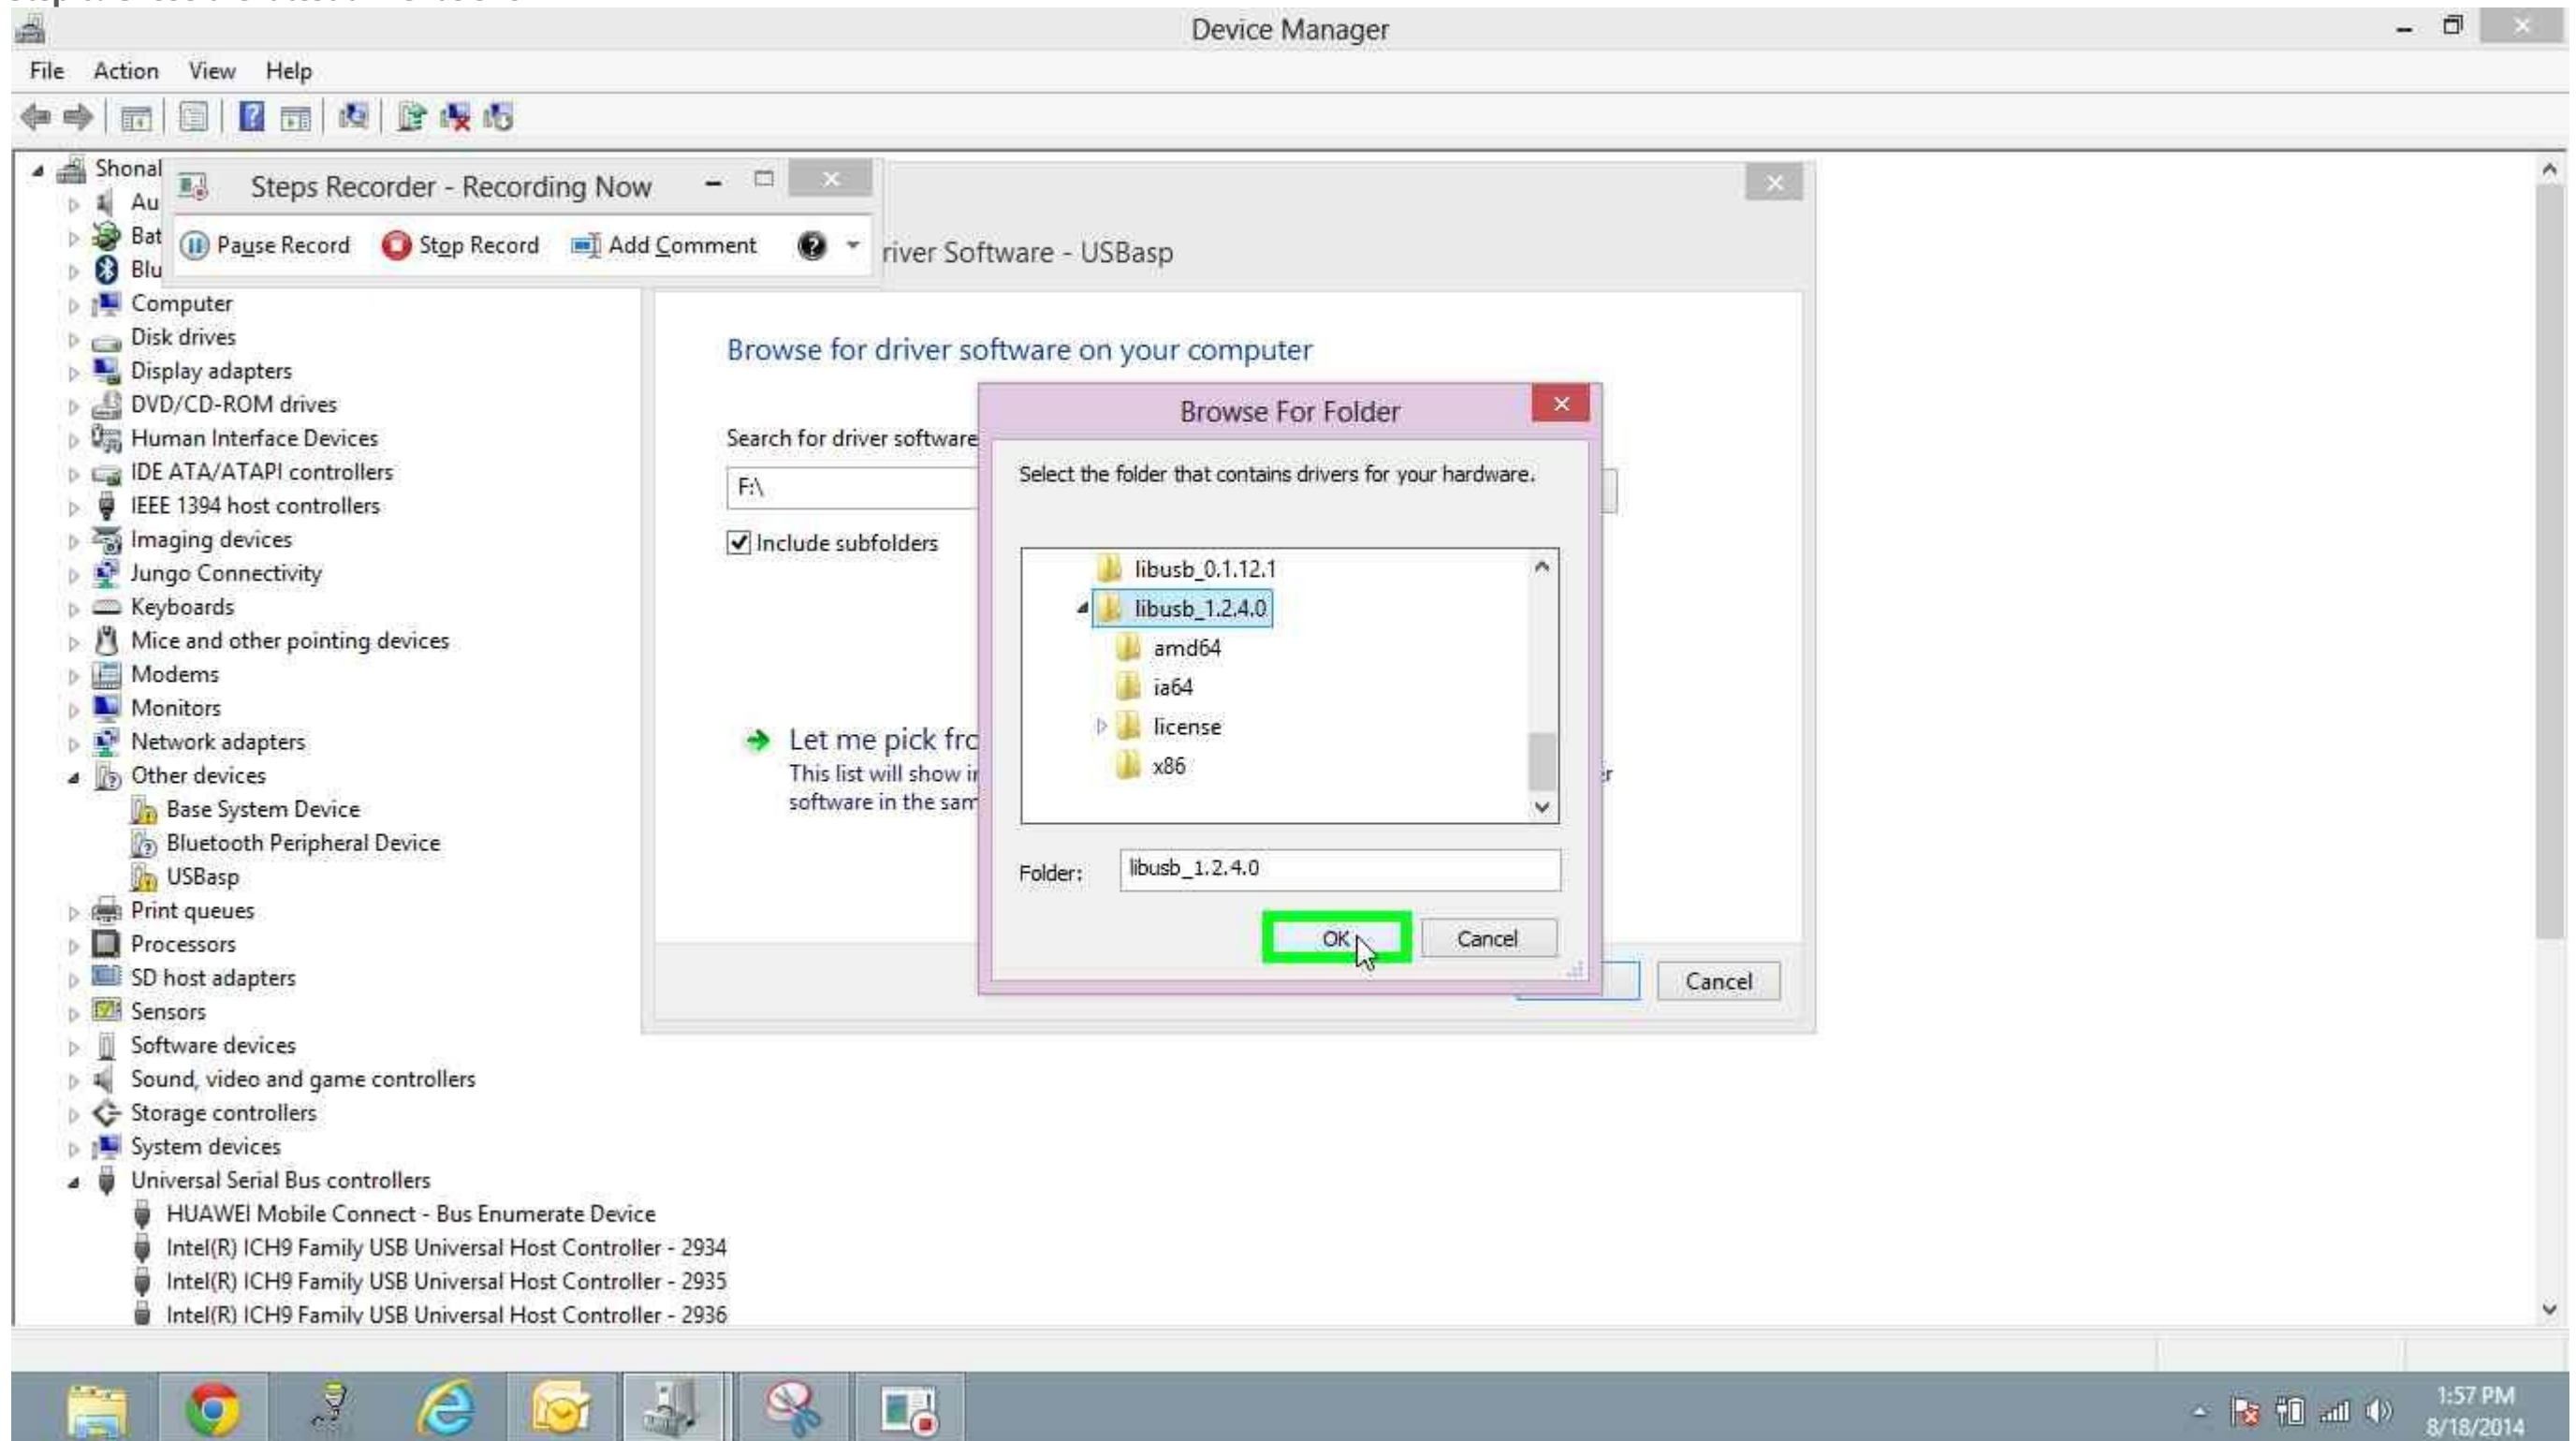 Device Manager
File Action View Help
Shonal
Steps Recorder - Recording Now
Au
Bat
Pause Record Stop Record Add Comment
Blu
river Software - USBasp
Computer
Disk drives
Display adapters
DVD/CD-ROM drives
Human Interface Devices
IDE ATA/ATAPI controllers
IEEE 1394 host controllers
Imaging devices
Jungo Connectivity
Keyboards
Mice and other pointing devices
Modems
Monitors
Network adapters
Other devices
Base System Device
Bluetooth Peripheral Device
USBasp
Print queues
Processors
SD host adapters
Sensors
Software devices
Sound, video and game controllers
Storage controllers
System devices
Universal Serial Bus controllers
HUAWEI Mobile Connect - Bus Enumerate Device
Intel(R) ICH9 Family USB Universal Host Controller - 2934
Intel(R) ICH9 Family USB Universal Host Controller - 2935
Intel(R) ICH9 Family USB Universal Host Controller - 2936
Browse for driver software on your computer
Search for driver software
F:\
Include subfolders
Let me pick fro
This list will show ir
software in the sam
er
Cancel
Browse For Folder
Select the folder that contains drivers for your hardware.
libusb_0.1.12.1
libusb_1.2.4.0
amd64
ia64
license
x86
Folder: libusb_1.2.4.0
OK Cancel
1:57 PM
8/18/2014